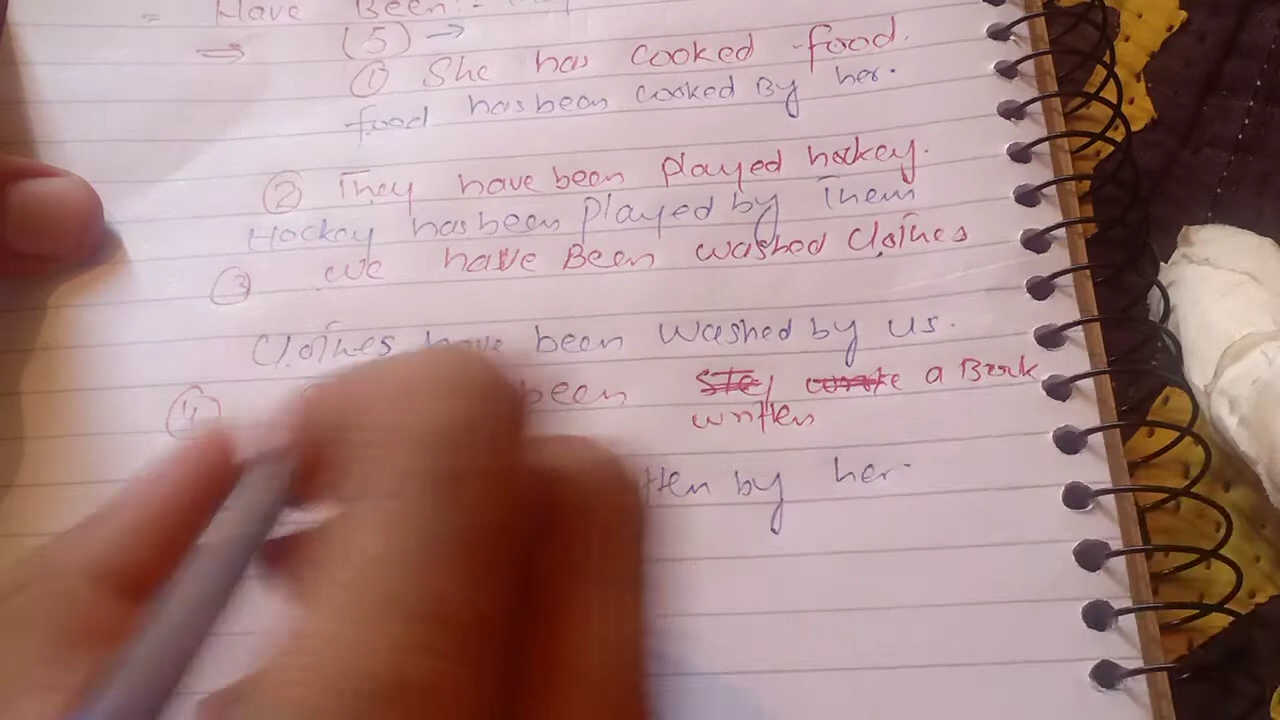 = Have Been:-
⇒ (5) →
① She has cooked food.
food has been cooked By her.
② They have been played hockey.
Hockey has been played by Them
③ we have Been washed Clothes
Clothes have been washed by us.
④ been a Book
written
by her.